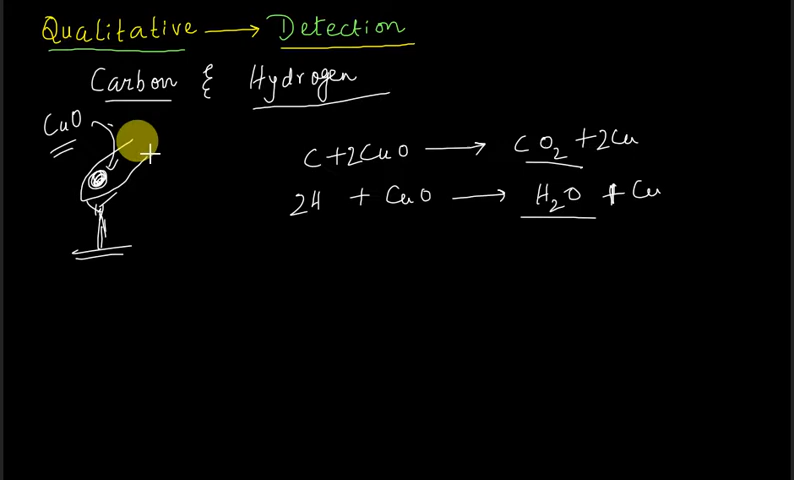 Qualitative → Detection
Carbon & Hydrogen
CuO
C + 2CuO → CO₂ + 2Cu
2H + CuO → H₂O + Cu